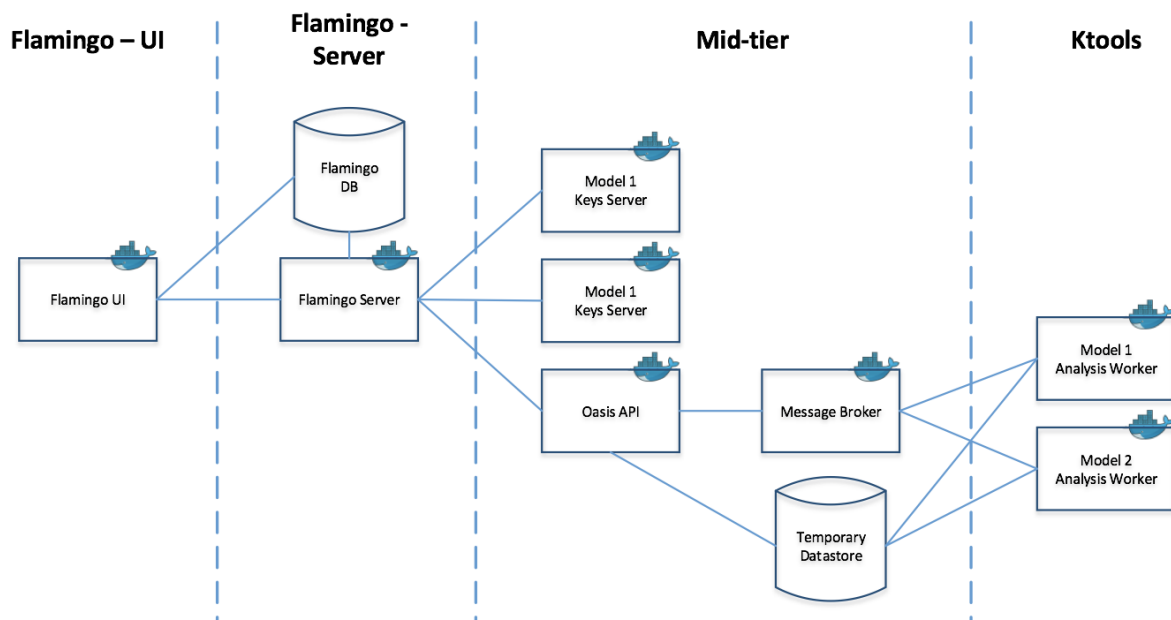 Flamingo – UI
Flamingo -
Server
Mid-tier
Ktools
Flamingo
DB
Model 1
Keys Server
Flamingo UI
Flamingo Server
Model 1
Keys Server
Model 1
Analysis Worker
Oasis API
Message Broker
Model 2
Analysis Worker
Temporary
Datastore